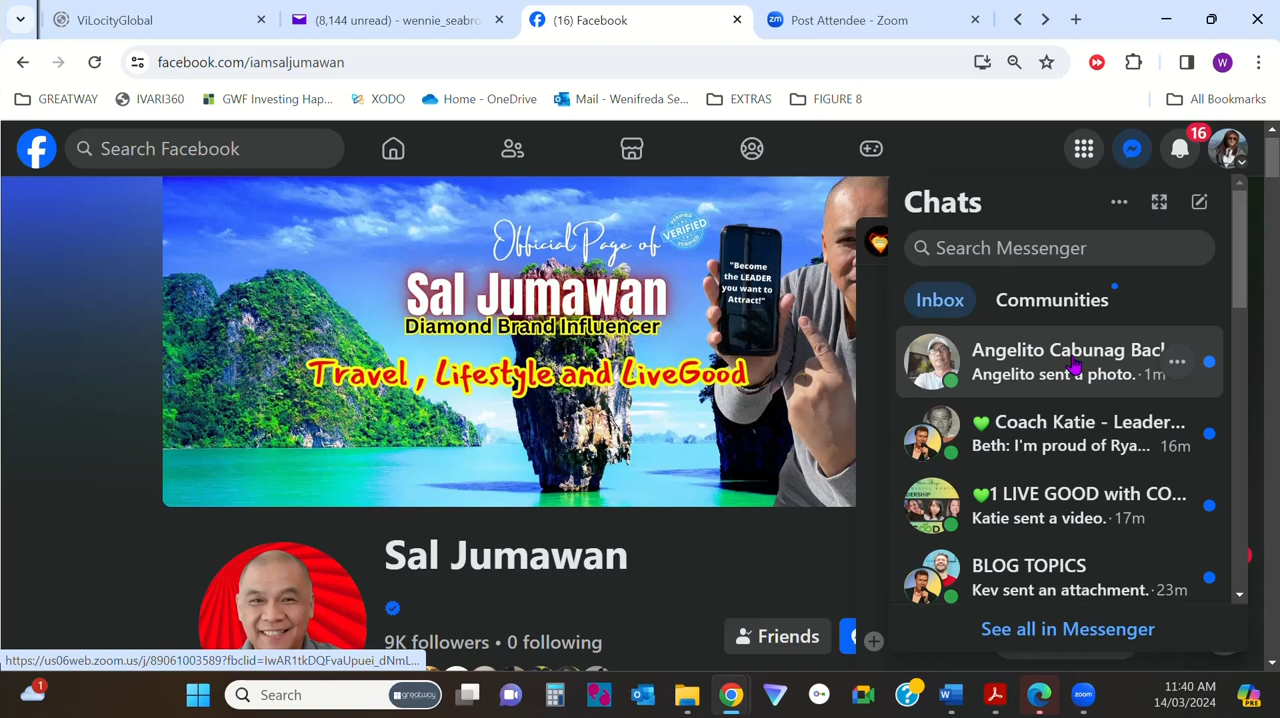 ViLocityGlobal
(8,144 unread) - wennie_seabro
(16) Facebook
zm
Post Attendee - Zoom
facebook.com/iamsaljumawan
W
GREATWAY
IVARI360
GWF Investing Hap...
XODO
Home - OneDrive
Mail - Wenifreda Se...
EXTRAS
FIGURE 8
All Bookmarks
Search Facebook
16
Official Page of
VERIFIED
Sal Jumawan
Diamond Brand Influencer
Travel , Lifestyle and LiveGood
"Become
the LEADER
you want to
Attract!"
Chats
Search Messenger
Inbox
Communities
Angelito Cabunag Bac
Angelito sent a photo. · 1m
💚 Coach Katie - Leader...
Beth: I'm proud of Rya... 16m
💚1 LIVE GOOD with CO...
Katie sent a video. · 17m
BLOG TOPICS
Kev sent an attachment. · 23m
See all in Messenger
Sal Jumawan
9K followers • 0 following
Friends
https://us06web.zoom.us/j/89061003589?fbclid=IwAR1tkDQFvaUpuei_dNmL...
1
Search
greatway
zoom
11:40 AM
14/03/2024
PRE